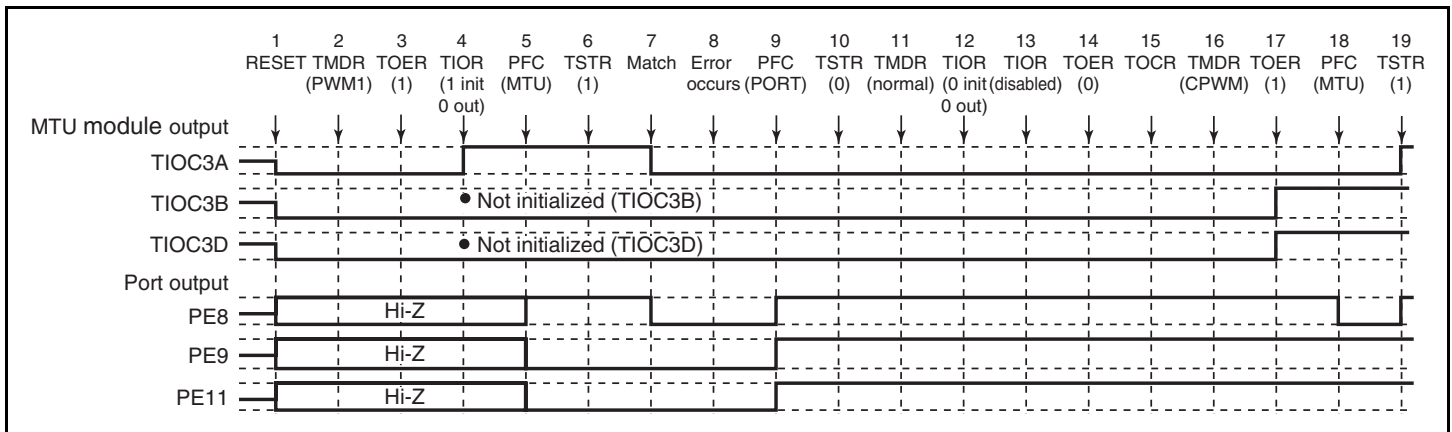 1 2 3 4 5 6 7 8 9 10 11 12 13 14 15 16 17 18 19
RESET TMDR TOER TIOR PFC TSTR Match Error PFC TSTR TMDR TIOR TIOR TOER TOCR TMDR TOER PFC TSTR
(PWM1) (1) (1 init (MTU) (1) occurs (PORT) (0) (normal) (0 init (disabled) (0) (CPWM) (1) (MTU) (1)
0 out) 0 out)
MTU module output
TIOC3A
TIOC3B • Not initialized (TIOC3B)
TIOC3D • Not initialized (TIOC3D)
Port output
PE8 Hi-Z
PE9 Hi-Z
PE11 Hi-Z